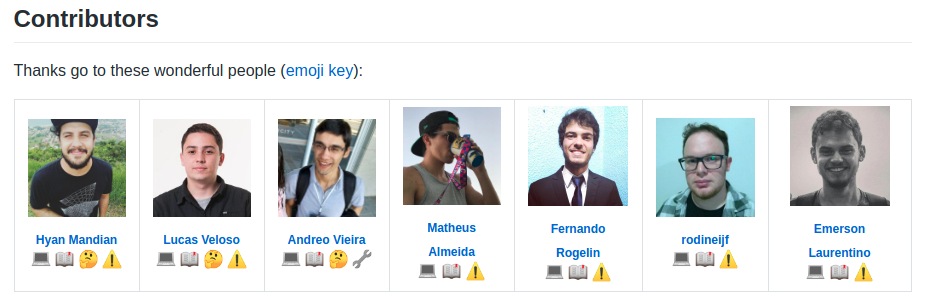 Contributors
Thanks go to these wonderful people (emoji key):
Hyan Mandian
💻 📖 🤔 ⚠️
Lucas Veloso
💻 📖 🤔 ⚠️
Andreo Vieira
💻 📖 🤔 🔧
Matheus
Almeida
💻 📖 ⚠️
Fernando
Rogelin
💻 📖 ⚠️
rodineijf
💻 📖 ⚠️
Emerson
Laurentino
💻 📖 ⚠️